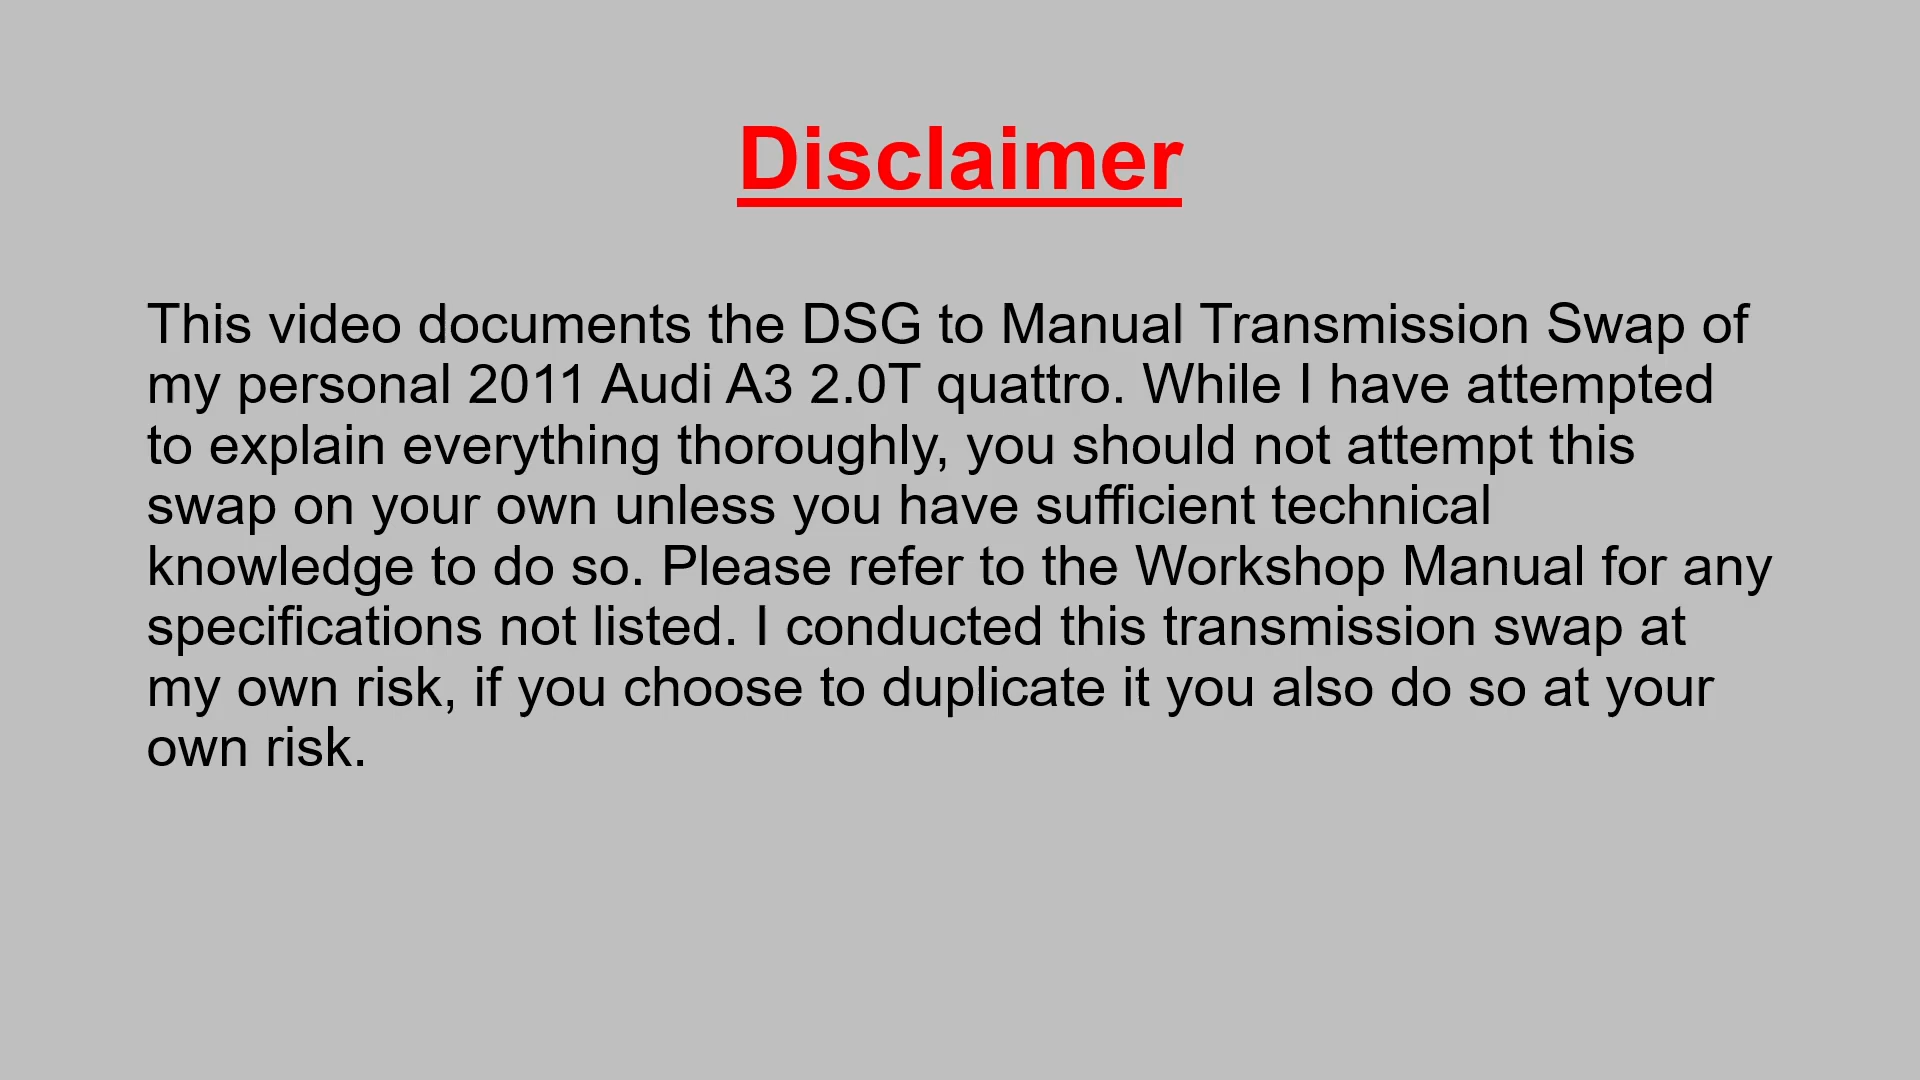 Disclaimer
This video documents the DSG to Manual Transmission Swap of
my personal 2011 Audi A3 2.0T quattro. While I have attempted
to explain everything thoroughly, you should not attempt this
swap on your own unless you have sufficient technical
knowledge to do so. Please refer to the Workshop Manual for any
specifications not listed. I conducted this transmission swap at
my own risk, if you choose to duplicate it you also do so at your
own risk.